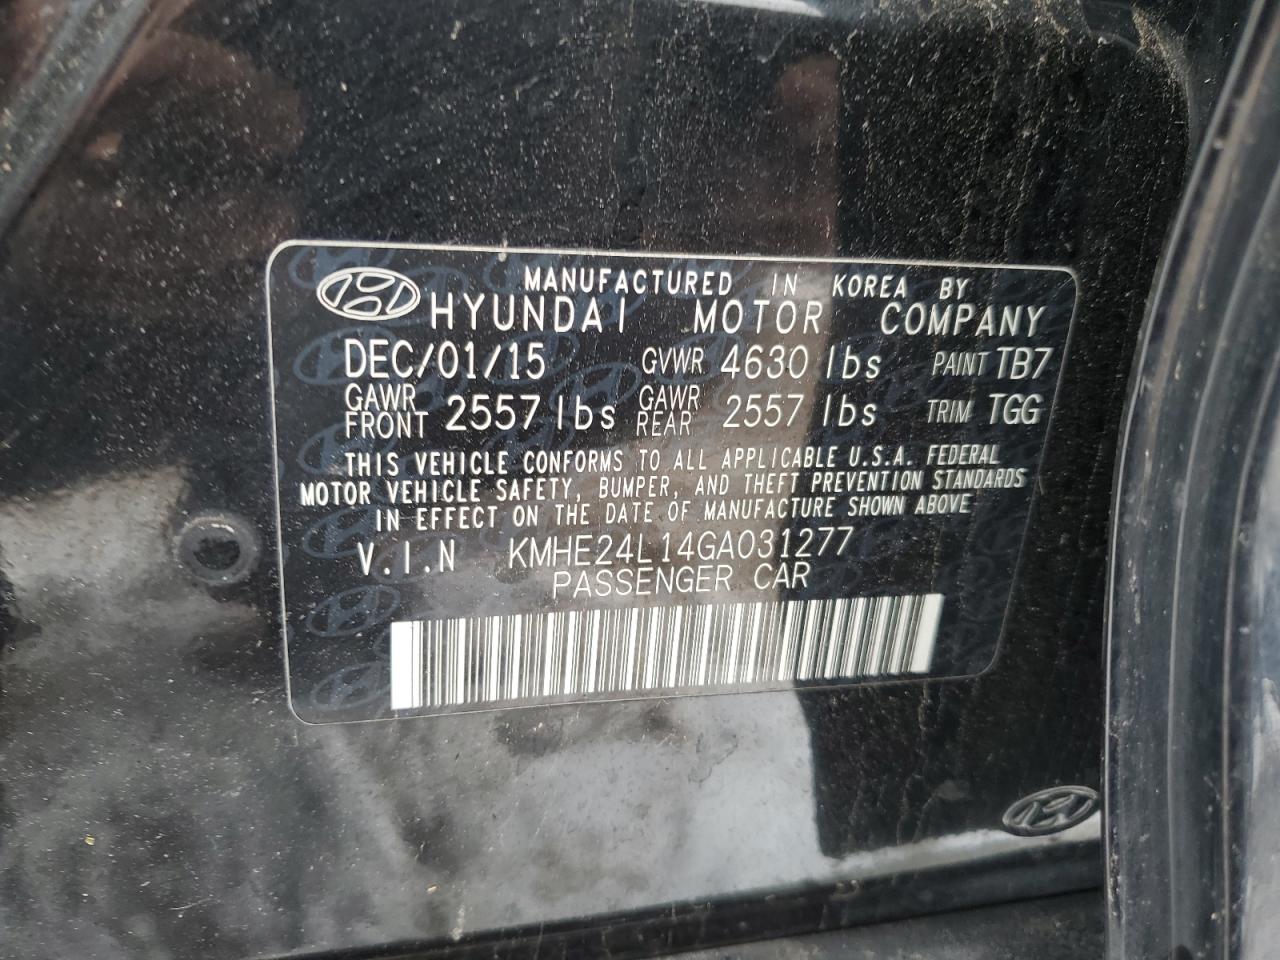 MANUFACTURED IN KOREA BY
HYUNDAI MOTOR COMPANY
DEC/01/15 GVWR 4630 lbs PAINT TB7
GAWR FRONT 2557 lbs GAWR REAR 2557 lbs TRIM TGG
THIS VEHICLE CONFORMS TO ALL APPLICABLE U.S.A. FEDERAL
MOTOR VEHICLE SAFETY, BUMPER, AND THEFT PREVENTION STANDARDS
IN EFFECT ON THE DATE OF MANUFACTURE SHOWN ABOVE
V.I.N KMHE24L14GA031277
PASSENGER CAR